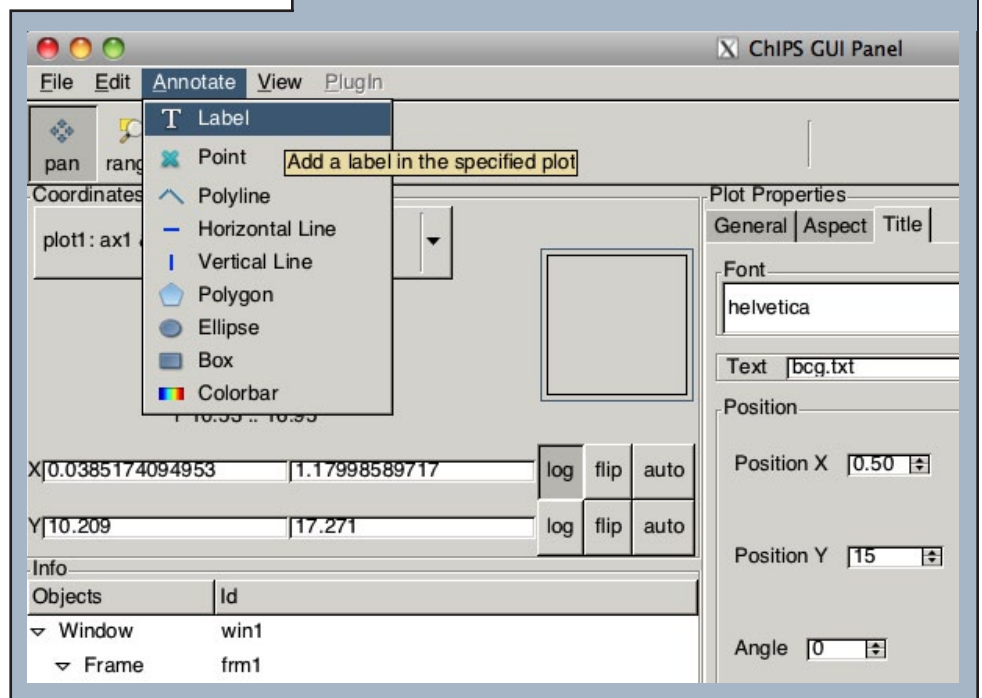 X ChIPS GUI Panel
File Edit Annotate View PlugIn
T Label
pan rang
Point
Add a label in the specified plot
Coordinates
Polyline
Plot Properties
plot1: ax1
Horizontal Line
General Aspect Title
Vertical Line
Font
Polygon
helvetica
Ellipse
Box
Text bcg.txt
Colorbar
Position
X 0.0385174094953 1.17998589717 log flip auto
Position X 0.50
Y 10.209 17.271 log flip auto
Position Y 15
Info
Objects Id
Window win1
Angle 0
Frame frm1